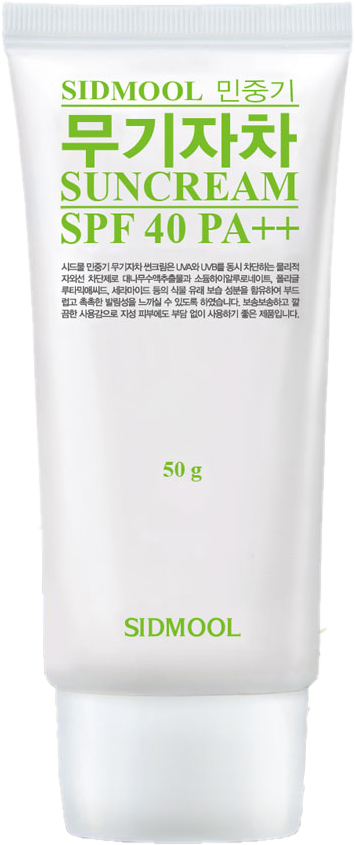 SIDMOOL 민중기
무기자차
SUNCREAM
SPF 40 PA++
시드물 민중기 무기자차 썬크림은 UVA와 UVB를 동시 차단하는 물리적
자외선 차단제로 대나무수액추출물과 소듐하이알루로네이트, 폴리글
루타믹애씨드, 세라마이드 등의 식물 유래 보습 성분을 함유하여 부드
럽고 촉촉한 발림성을 느끼실 수 있도록 하였습니다. 보송보송하고 깔
끔한 사용감으로 지성 피부에도 부담 없이 사용하기 좋은 제품입니다.
50 g
SIDMOOL